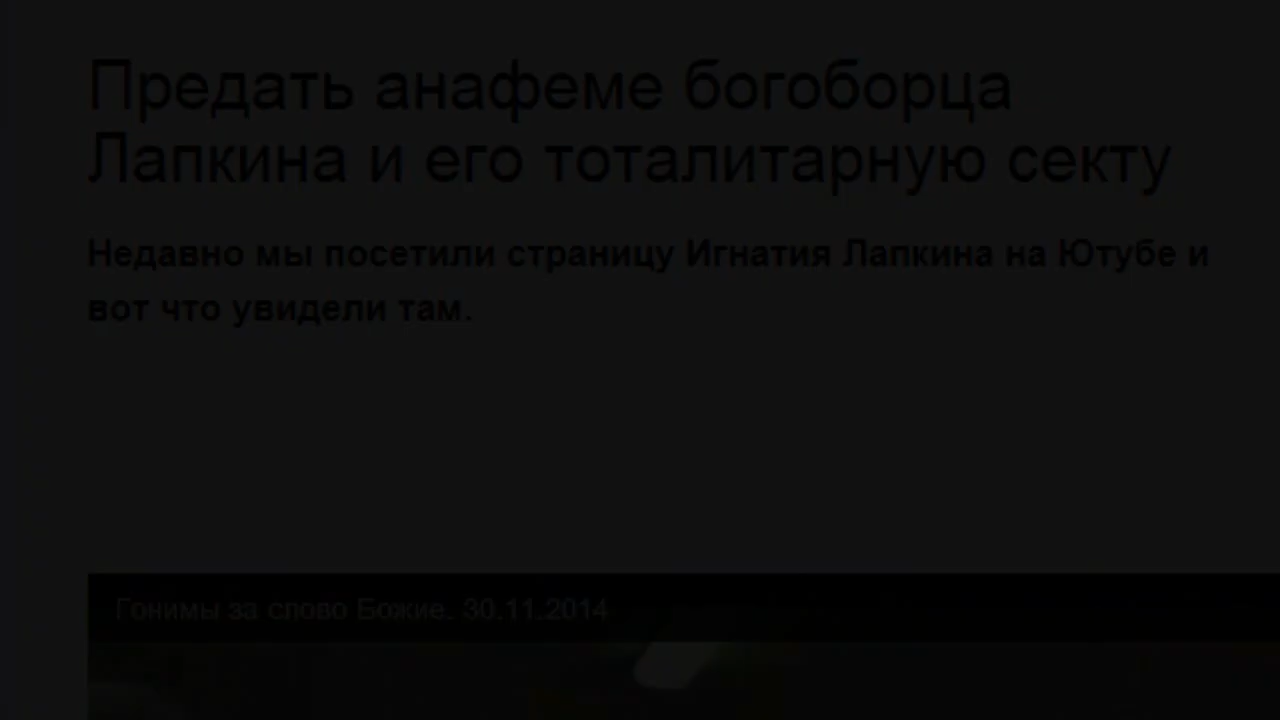 Предать анафеме богоборца
Лапкина и его тоталитарную секту
Недавно мы посетили страницу Игнатия Лапкина на Ютубе и
вот что увидели там.
Гонимы за слово Божие. 30.11.2014